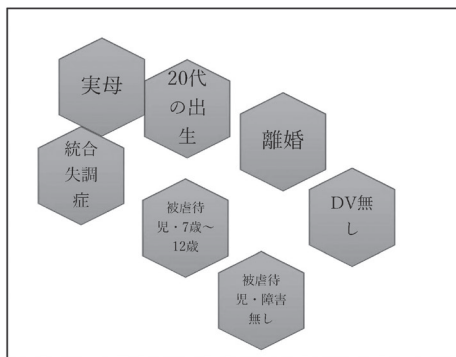 実母
20代
の出
生
離婚
統合
失調
症
DV無
し
被虐待
児・7歳～
12歳
被虐待
児・障害
無し